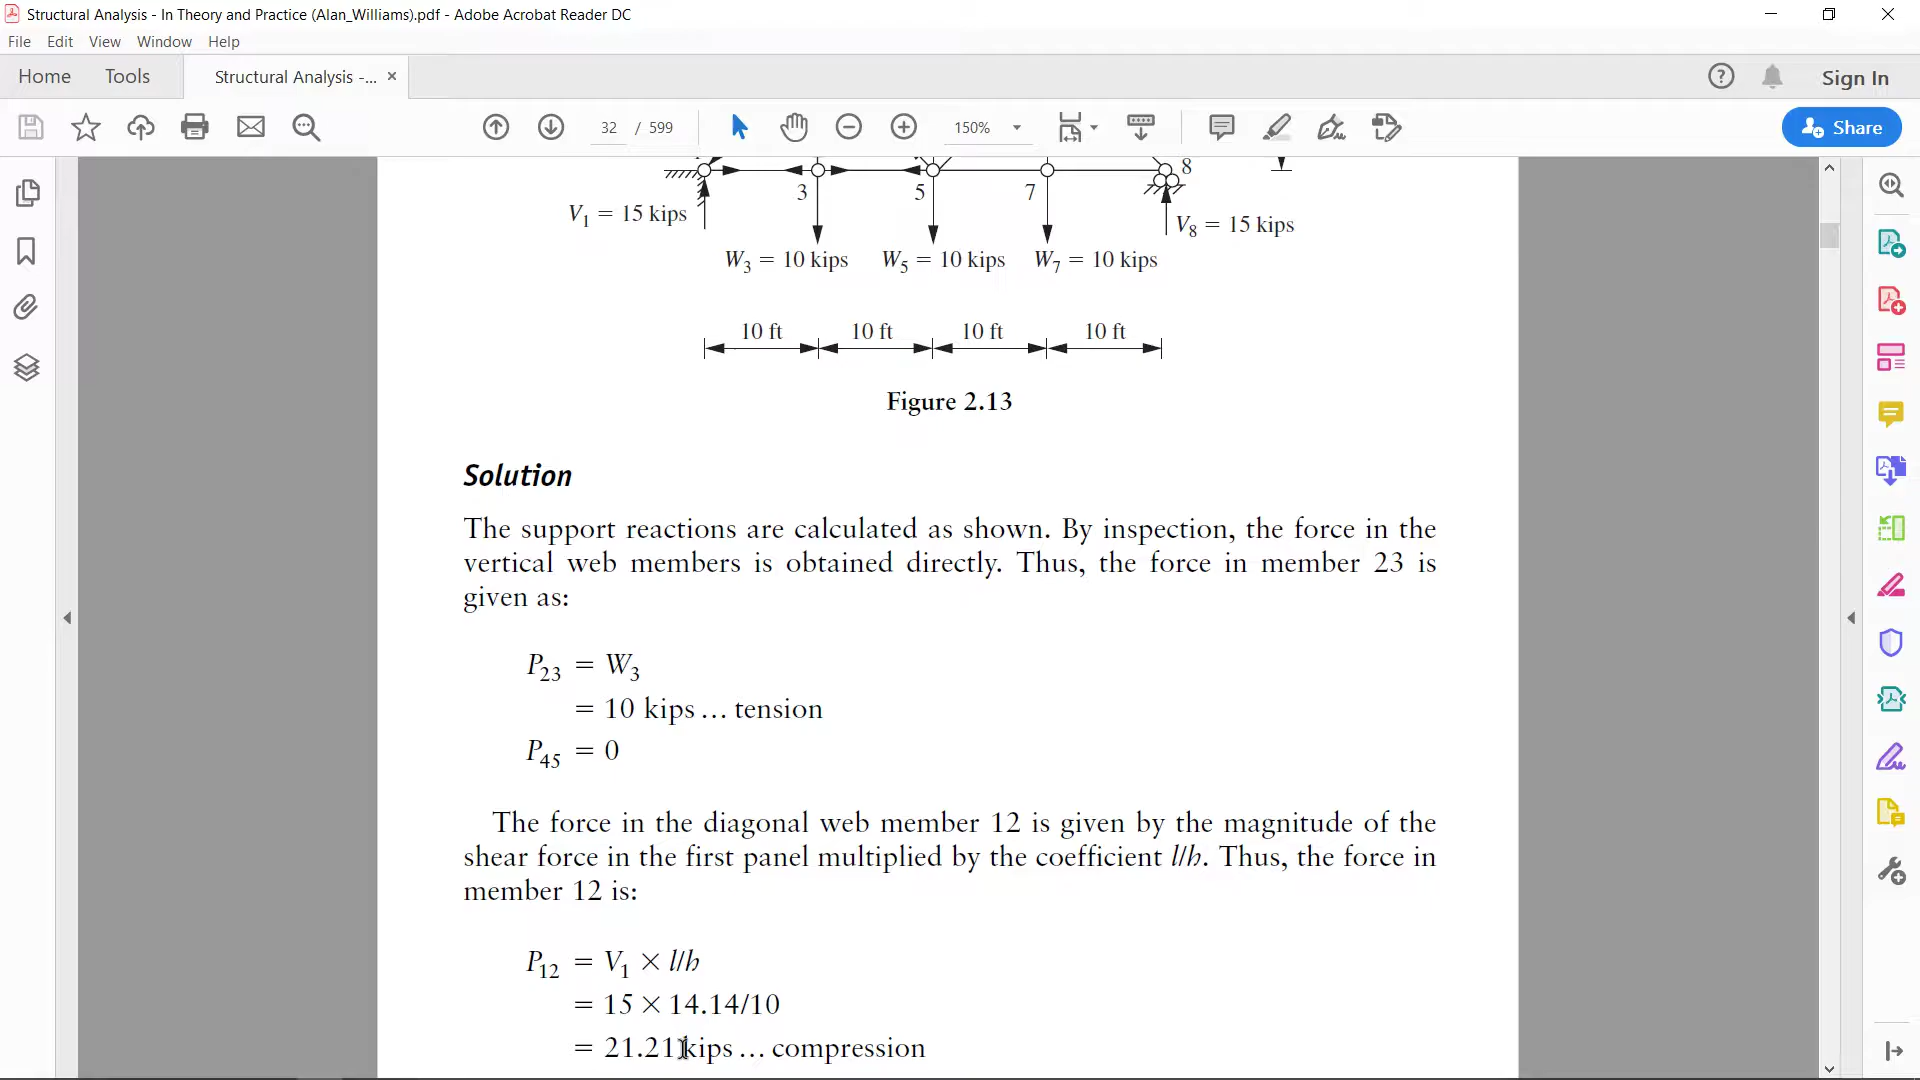 Structural Analysis - In Theory and Practice (Alan_Williams).pdf - Adobe Acrobat Reader DC
File Edit View Window Help
Home Tools Structural Analysis -... × Sign In
32 / 599 150% Share
3 5 7 8
V1 = 15 kips V8 = 15 kips
W3 = 10 kips W5 = 10 kips W7 = 10 kips
10 ft 10 ft 10 ft 10 ft
Figure 2.13
Solution
The support reactions are calculated as shown. By inspection, the force in the
vertical web members is obtained directly. Thus, the force in member 23 is
given as:
P23 = W3
= 10 kips … tension
P45 = 0
The force in the diagonal web member 12 is given by the magnitude of the
shear force in the first panel multiplied by the coefficient l/h. Thus, the force in
member 12 is:
P12 = V1 × l/h
= 15 × 14.14/10
= 21.21 kips … compression